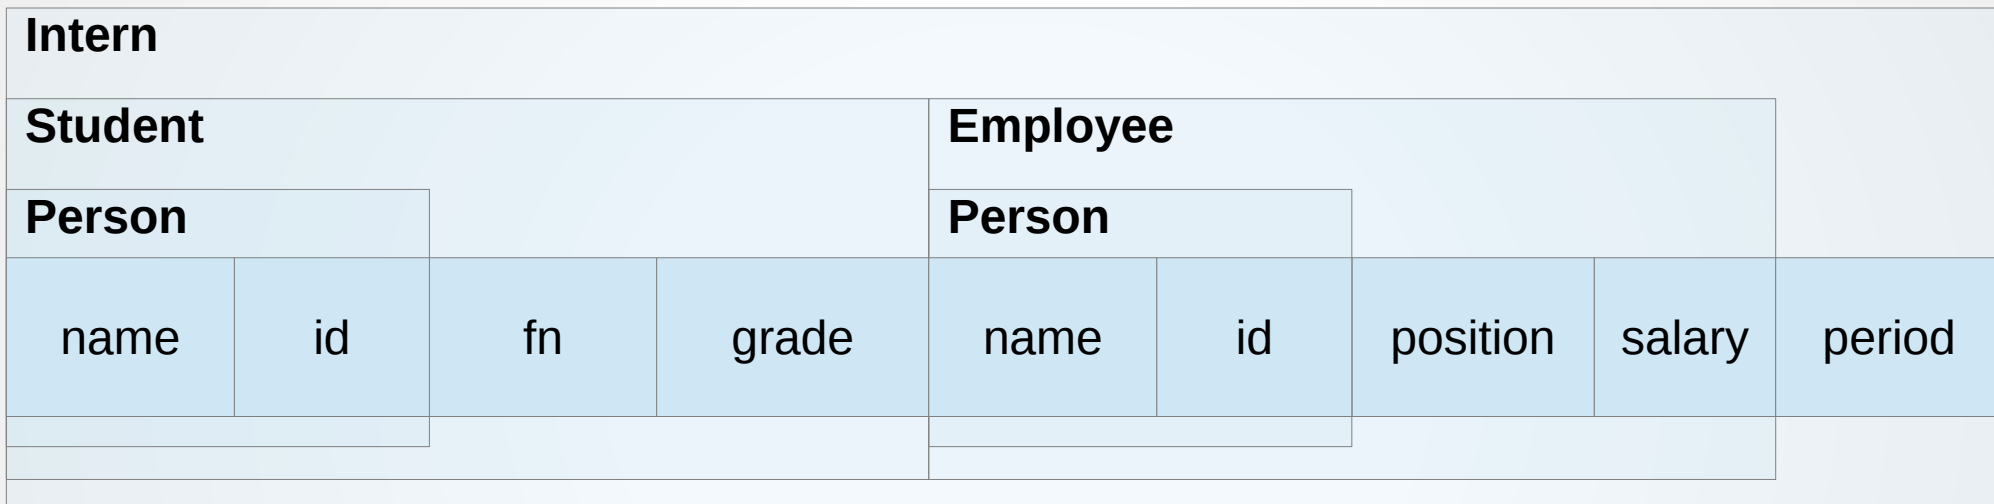 Intern
Student Employee
Person Person
name id fn grade name id position salary period